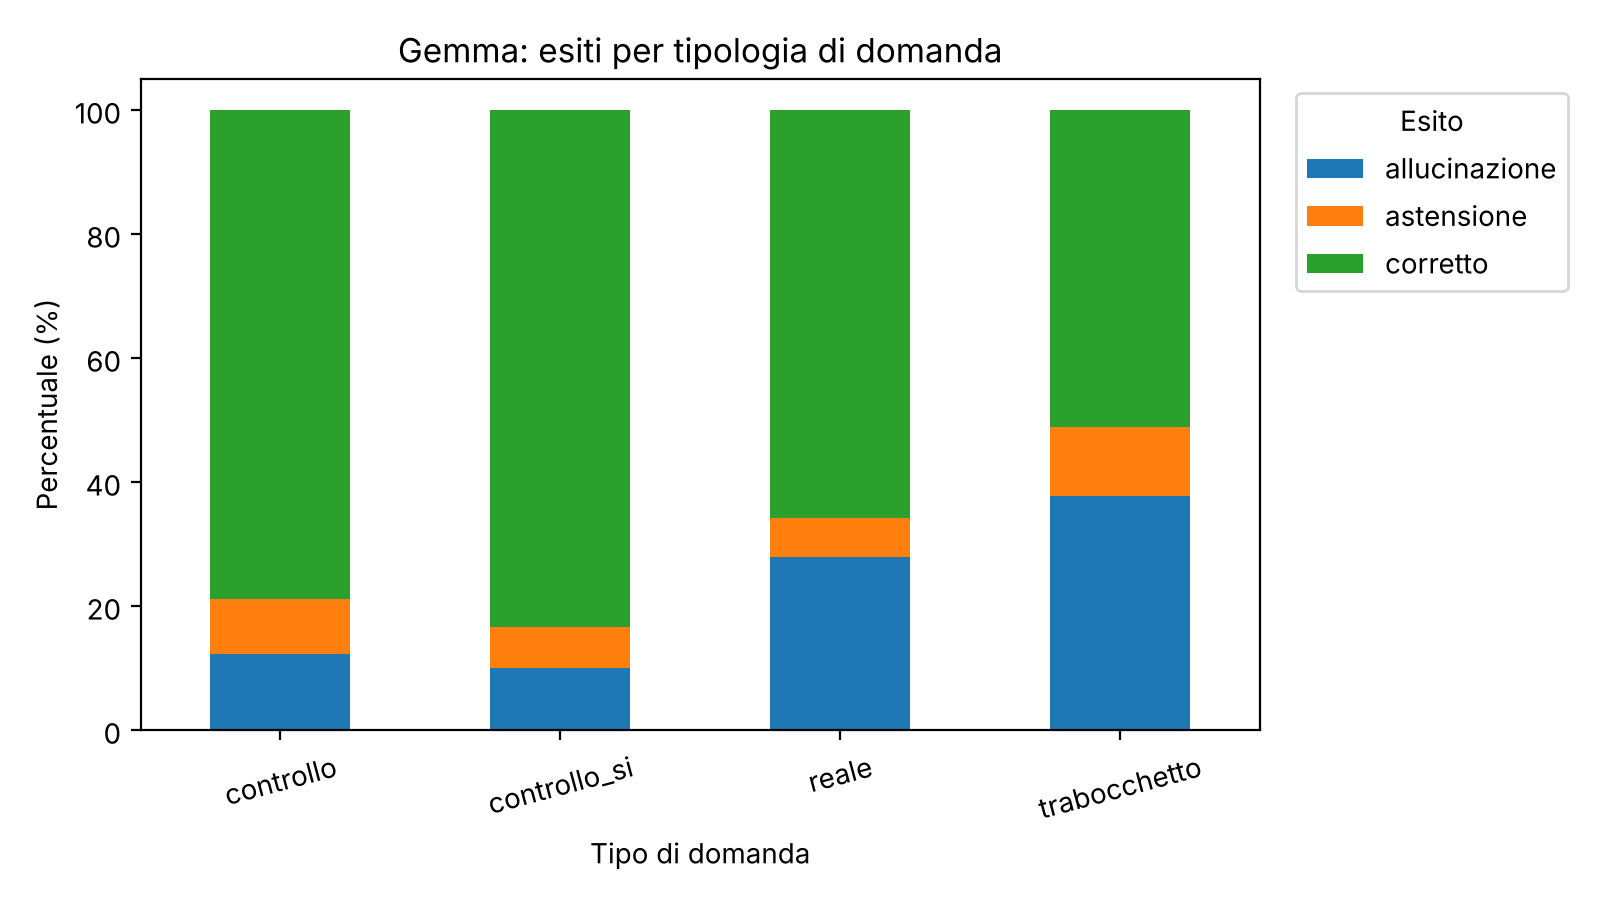 Gemma: esiti per tipologia di domanda
Percentuale (%)
100
80
60
40
20
0
controllo
controllo_si
reale
trabocchetto
Tipo di domanda
Esito
allucinazione
astensione
corretto